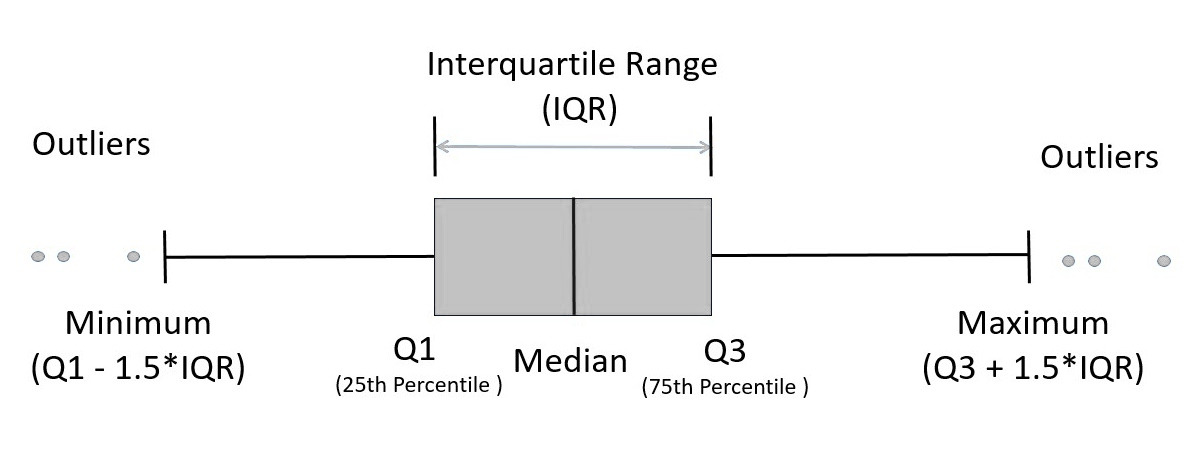 Interquartile Range
(IQR)
Outliers
Outliers
Minimum
(Q1 - 1.5*IQR)
Q1
(25th Percentile )
Median
Q3
(75th Percentile )
Maximum
(Q3 + 1.5*IQR)